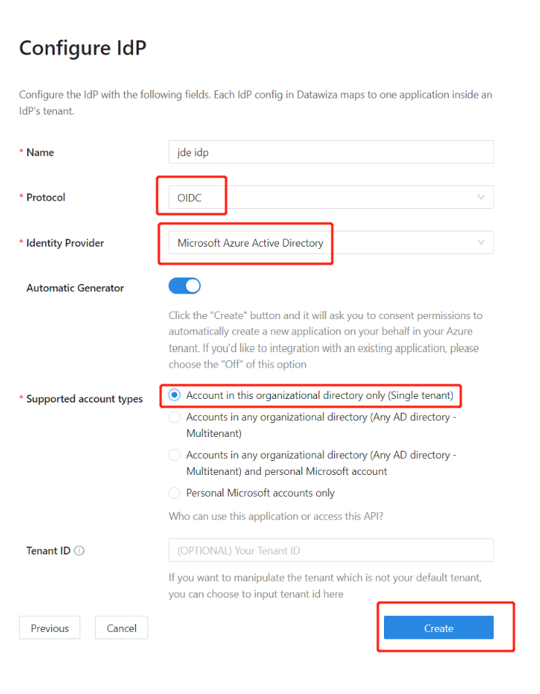 Configure IdP
Configure the IdP with the following fields. Each IdP config in Datawiza maps to one application inside an
IdP's tenant.
* Name
jde idp
* Protocol
OIDC
* Identity Provider
Microsoft Azure Active Directory
Automatic Generator
Click the "Create" button and it will ask you to consent permissions to
automatically create a new application on your behalf in your Azure
tenant. If you'd like to integration with an existing application, please
choose the "Off" of this option
* Supported account types
Account in this organizational directory only (Single tenant)
Accounts in any organizational directory (Any AD directory -
Multitenant)
Accounts in any organizational directory (Any AD directory -
Multitenant) and personal Microsoft account
Personal Microsoft accounts only
Who can use this application or access this API?
Tenant ID
(OPTIONAL) Your Tenant ID
If you want to manipulate the tenant which is not your default tenant,
you can choose to input tenant id here
Previous
Cancel
Create